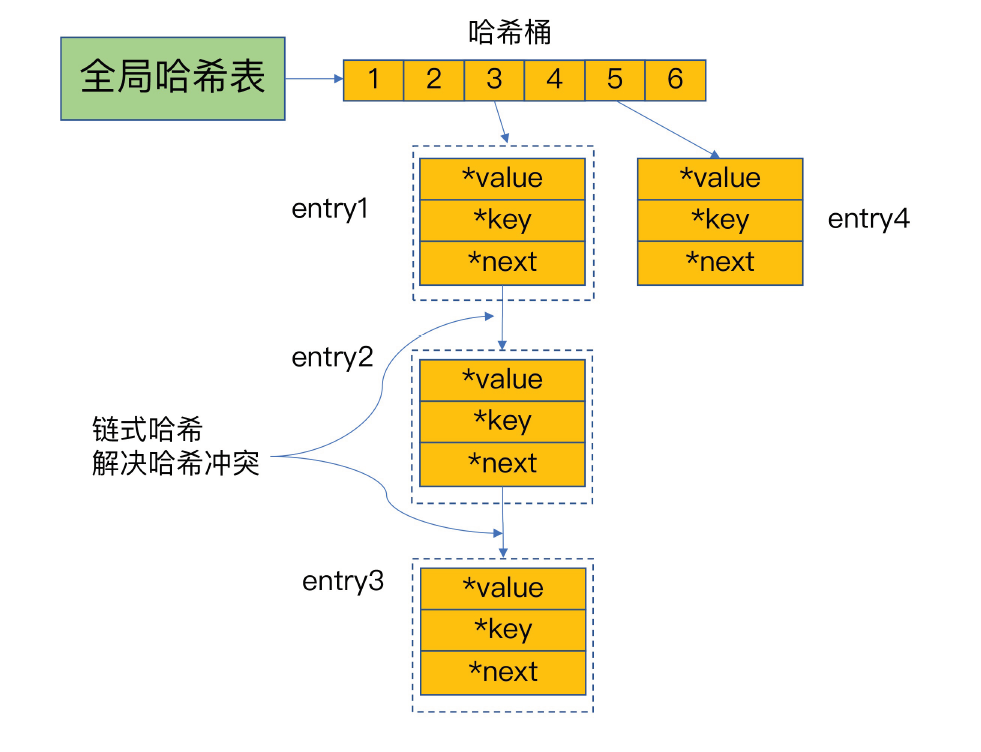 哈希桶
全局哈希表
1 2 3 4 5 6
entry1
*value
*key
*next
*value
*key
*next
entry4
entry2
*value
*key
*next
链式哈希
解决哈希冲突
entry3
*value
*key
*next